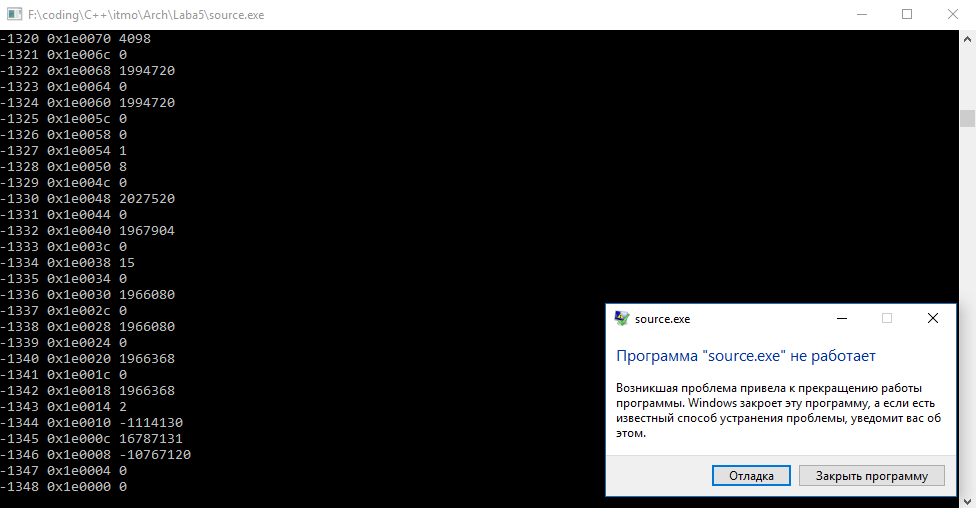 F:\coding\C++\itmo\Arch\Laba5\source.exe
-1320 0x1e0070 4098
-1321 0x1e006c 0
-1322 0x1e0068 1994720
-1323 0x1e0064 0
-1324 0x1e0060 1994720
-1325 0x1e005c 0
-1326 0x1e0058 0
-1327 0x1e0054 1
-1328 0x1e0050 8
-1329 0x1e004c 0
-1330 0x1e0048 2027520
-1331 0x1e0044 0
-1332 0x1e0040 1967904
-1333 0x1e003c 0
-1334 0x1e0038 15
-1335 0x1e0034 0
-1336 0x1e0030 1966080
-1337 0x1e002c 0
-1338 0x1e0028 1966080
-1339 0x1e0024 0
-1340 0x1e0020 1966368
-1341 0x1e001c 0
-1342 0x1e0018 1966368
-1343 0x1e0014 2
-1344 0x1e0010 -1114130
-1345 0x1e000c 16787131
-1346 0x1e0008 -10767120
-1347 0x1e0004 0
-1348 0x1e0000 0
source.exe
Программа "source.exe" не работает
Возникшая проблема привела к прекращению работы
программы. Windows закроет эту программу, а если есть
известный способ устранения проблемы, уведомит вас об
этом.
Отладка
Закрыть программу